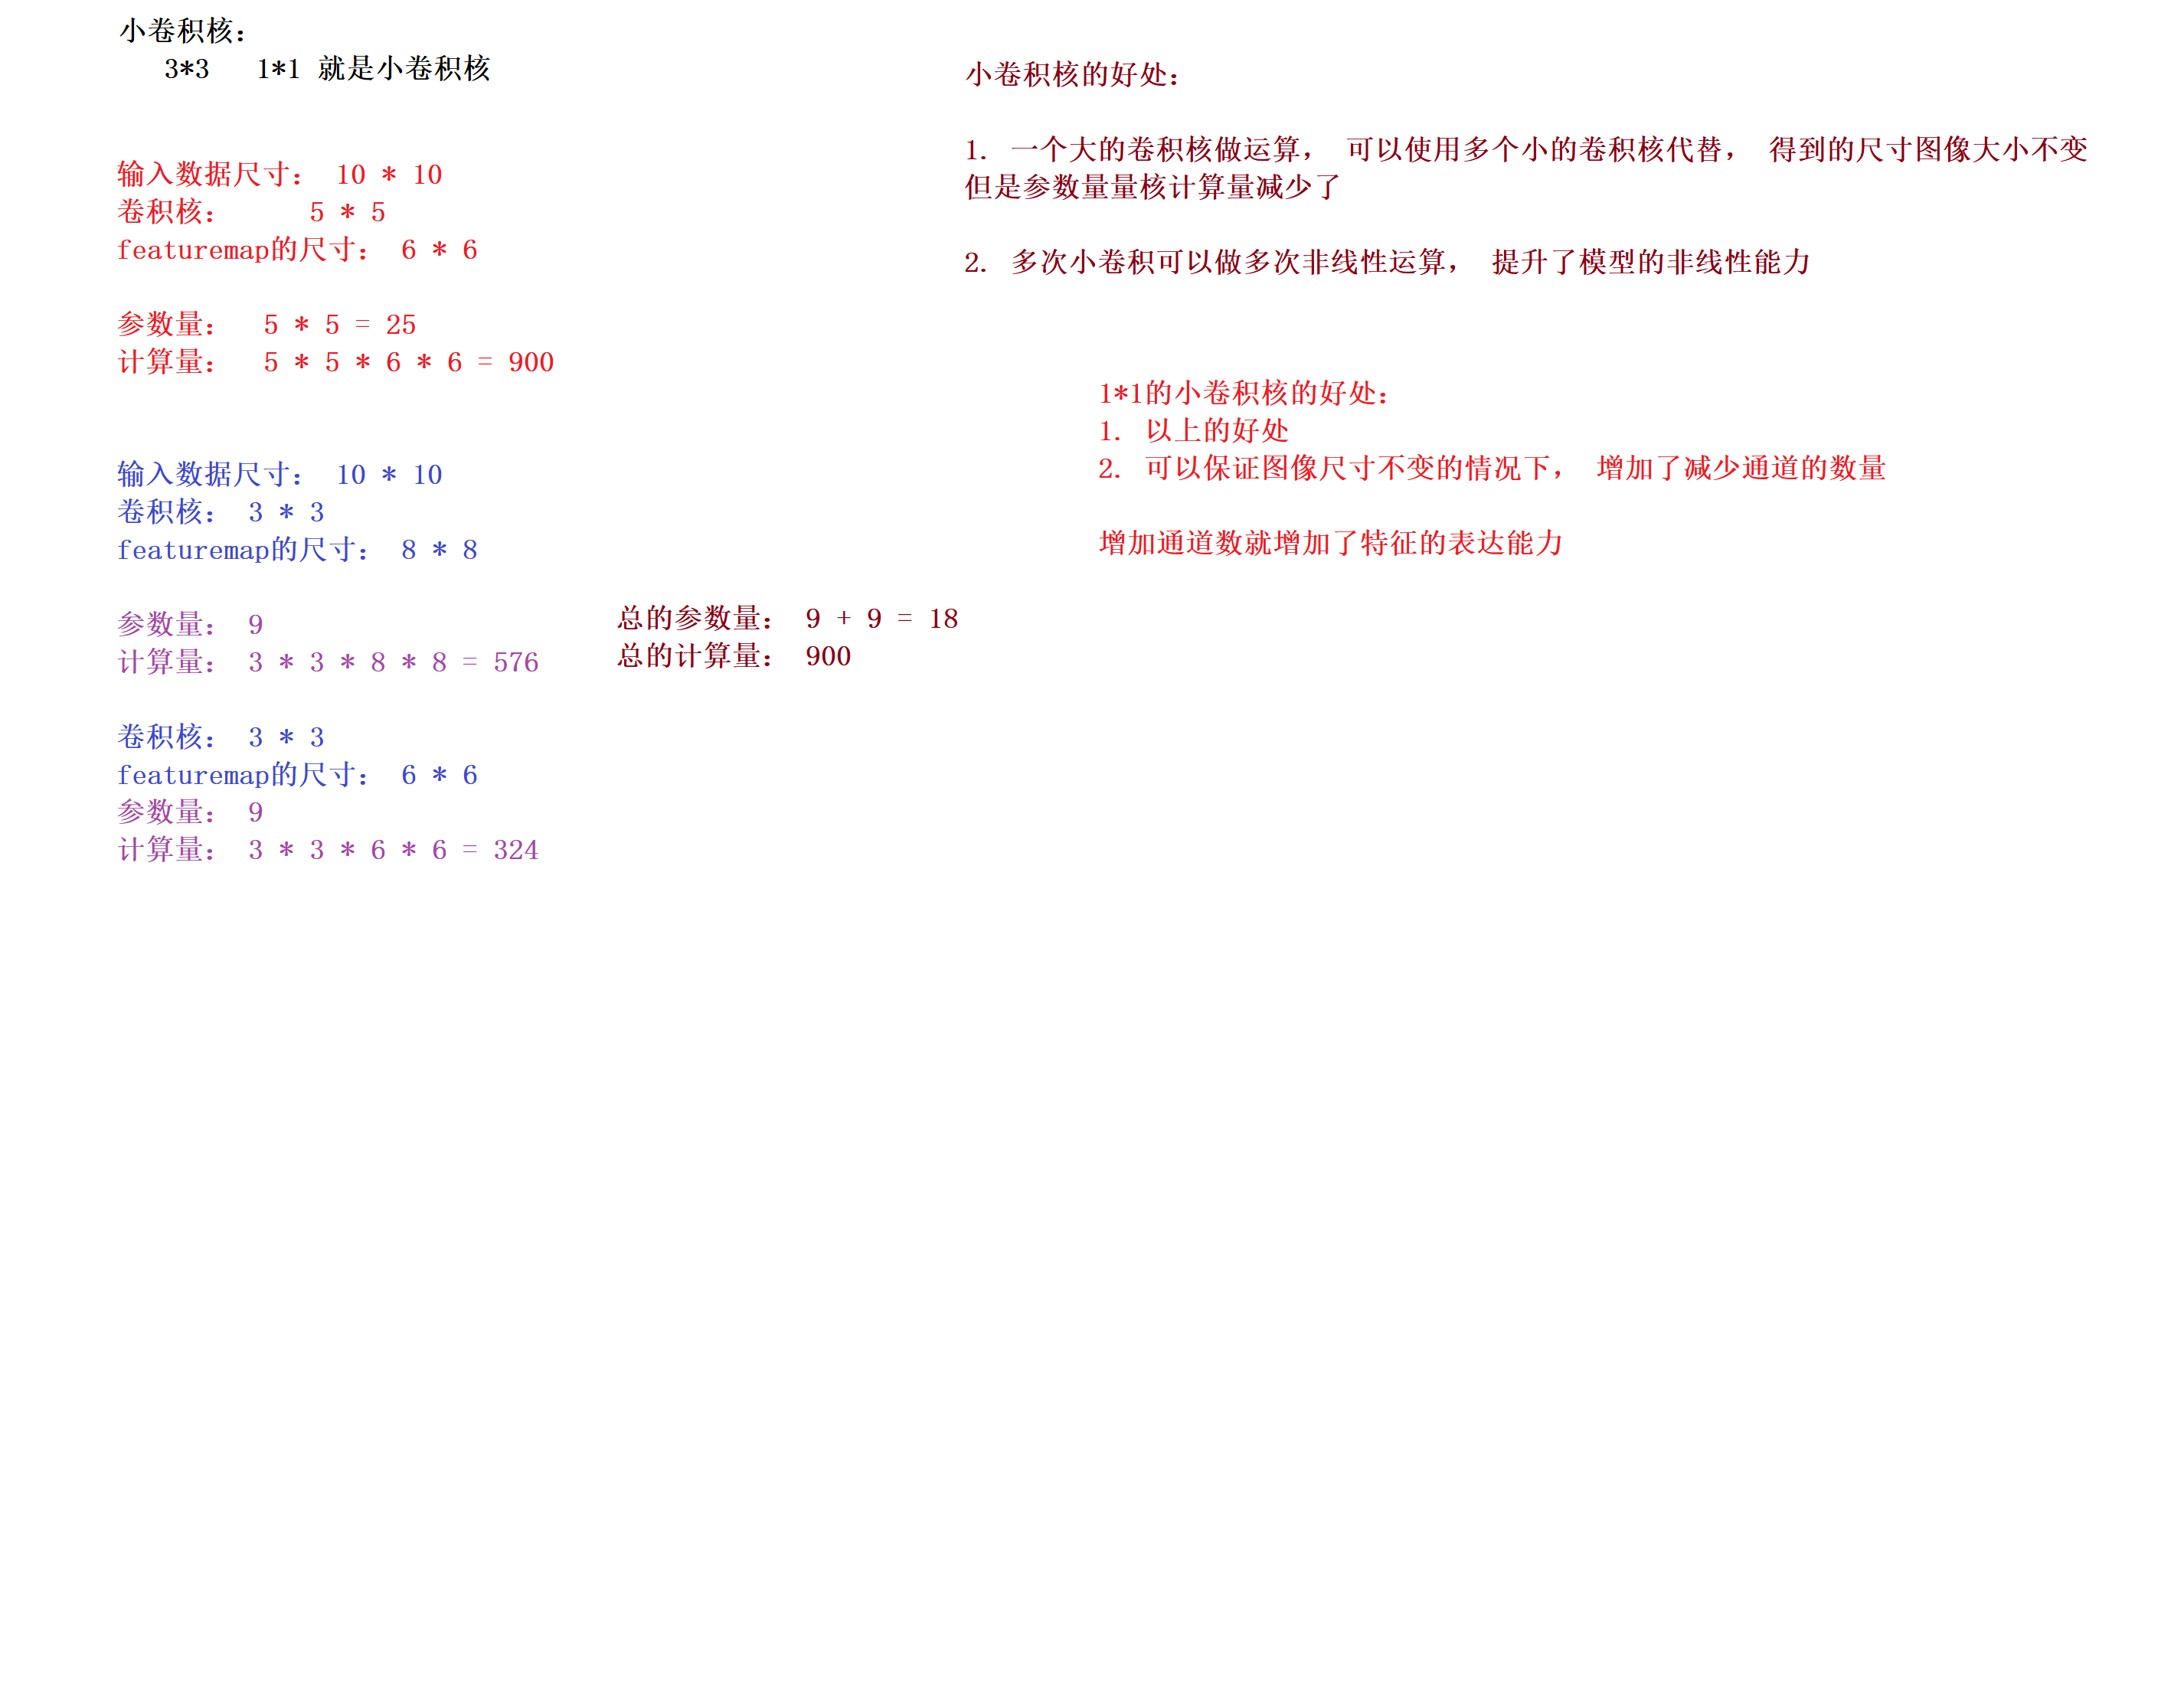 小卷积核：
3*3 1*1 就是小卷积核
输入数据尺寸： 10 * 10
卷积核： 5 * 5
featuremap的尺寸： 6 * 6
参数量： 5 * 5 = 25
计算量： 5 * 5 * 6 * 6 = 900
输入数据尺寸： 10 * 10
卷积核： 3 * 3
featuremap的尺寸： 8 * 8
参数量： 9
计算量： 3 * 3 * 8 * 8 = 576
卷积核： 3 * 3
featuremap的尺寸： 6 * 6
参数量： 9
计算量： 3 * 3 * 6 * 6 = 324
总的参数量： 9 + 9 = 18
总的计算量： 900
小卷积核的好处：
1. 一个大的卷积核做运算， 可以使用多个小的卷积核代替， 得到的尺寸图像大小不变
但是参数量量核计算量减少了
2. 多次小卷积可以做多次非线性运算， 提升了模型的非线性能力
1*1的小卷积核的好处：
1. 以上的好处
2. 可以保证图像尺寸不变的情况下， 增加了减少通道的数量
增加通道数就增加了特征的表达能力